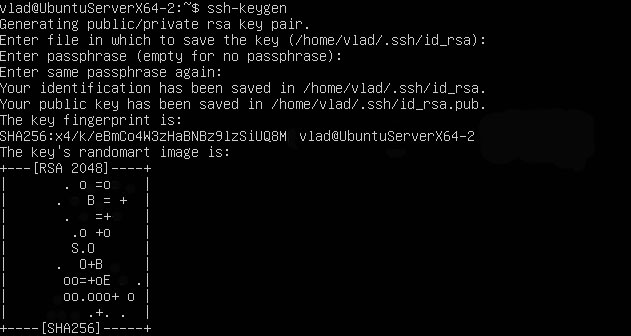 vlad@UbuntuServerX64-2:~$ ssh-keygen
Generating public/private rsa key pair.
Enter file in which to save the key (/home/vlad/.ssh/id_rsa):
Enter passphrase (empty for no passphrase):
Enter same passphrase again:
Your identification has been saved in /home/vlad/.ssh/id_rsa.
Your public key has been saved in /home/vlad/.ssh/id_rsa.pub.
The key fingerprint is:
SHA256:x4/k/eBmCo4W3zHaBNBz9lzSiUQ8M vlad@UbuntuServerX64-2
The key's randomart image is:
+---[RSA 2048]----+
|       . o =o    |
|      .   B = +  |
|       .   =+    |
|        .o +o    |
|        S.O      |
|      .  O+B     |
|       oo=+oE   .|
|       oo.ooo+ o |
|          .+. .  |
+----[SHA256]-----+